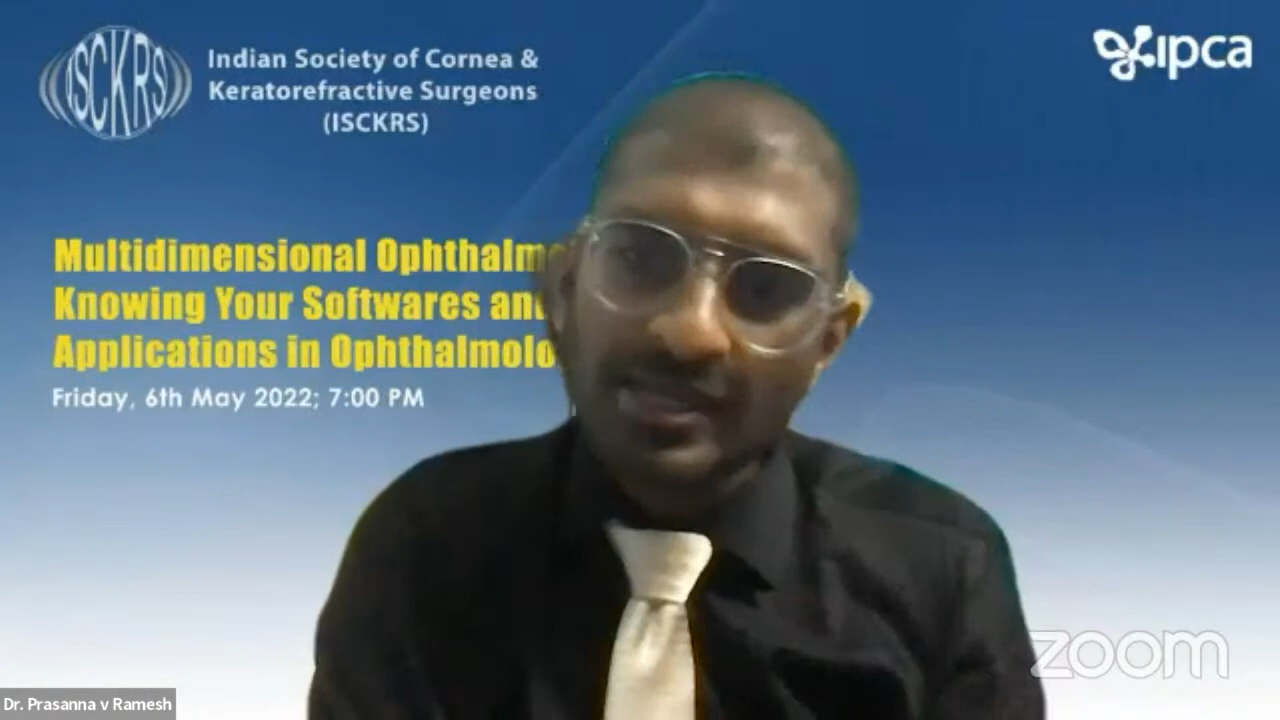 ISCKRS
Indian Society of Cornea &
Keratorefractive Surgeons
(ISCKRS)
ipca
Multidimensional Ophthalm
Knowing Your Softwares an
Applications in Ophthalmolo
Friday, 6th May 2022; 7:00 PM
zoom
Dr. Prasanna v Ramesh